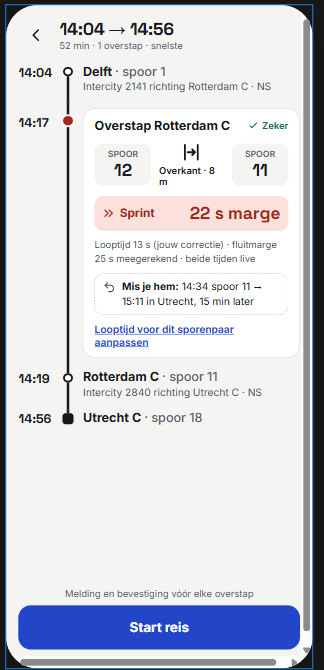 14:04 → 14:56
52 min · 1 overstap · snelste
14:04 Delft · spoor 1
Intercity 2141 richting Rotterdam C · NS
14:17 Overstap Rotterdam C Zeker
SPOOR SPOOR
12 11
Overkant · 8
m
Sprint 22 s marge
Looptijd 13 s (jouw correctie) · fluitmarge
25 s meegerekend · beide tijden live
Mis je hem: 14:34 spoor 11 →
15:11 in Utrecht, 15 min later
Looptijd voor dit sporenpaar
aanpassen
14:19 Rotterdam C · spoor 11
Intercity 2840 richting Utrecht C · NS
14:56 Utrecht C · spoor 18
Melding en bevestiging vóór elke overstap
Start reis